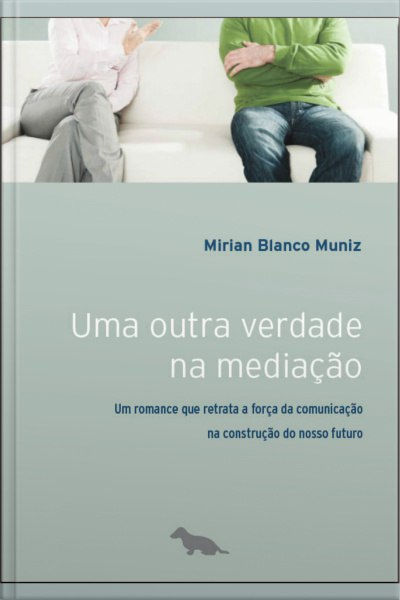 Mirian Blanco Muniz
Uma outra verdade
na mediação
Um romance que retrata a força da comunicação
na construção do nosso futuro